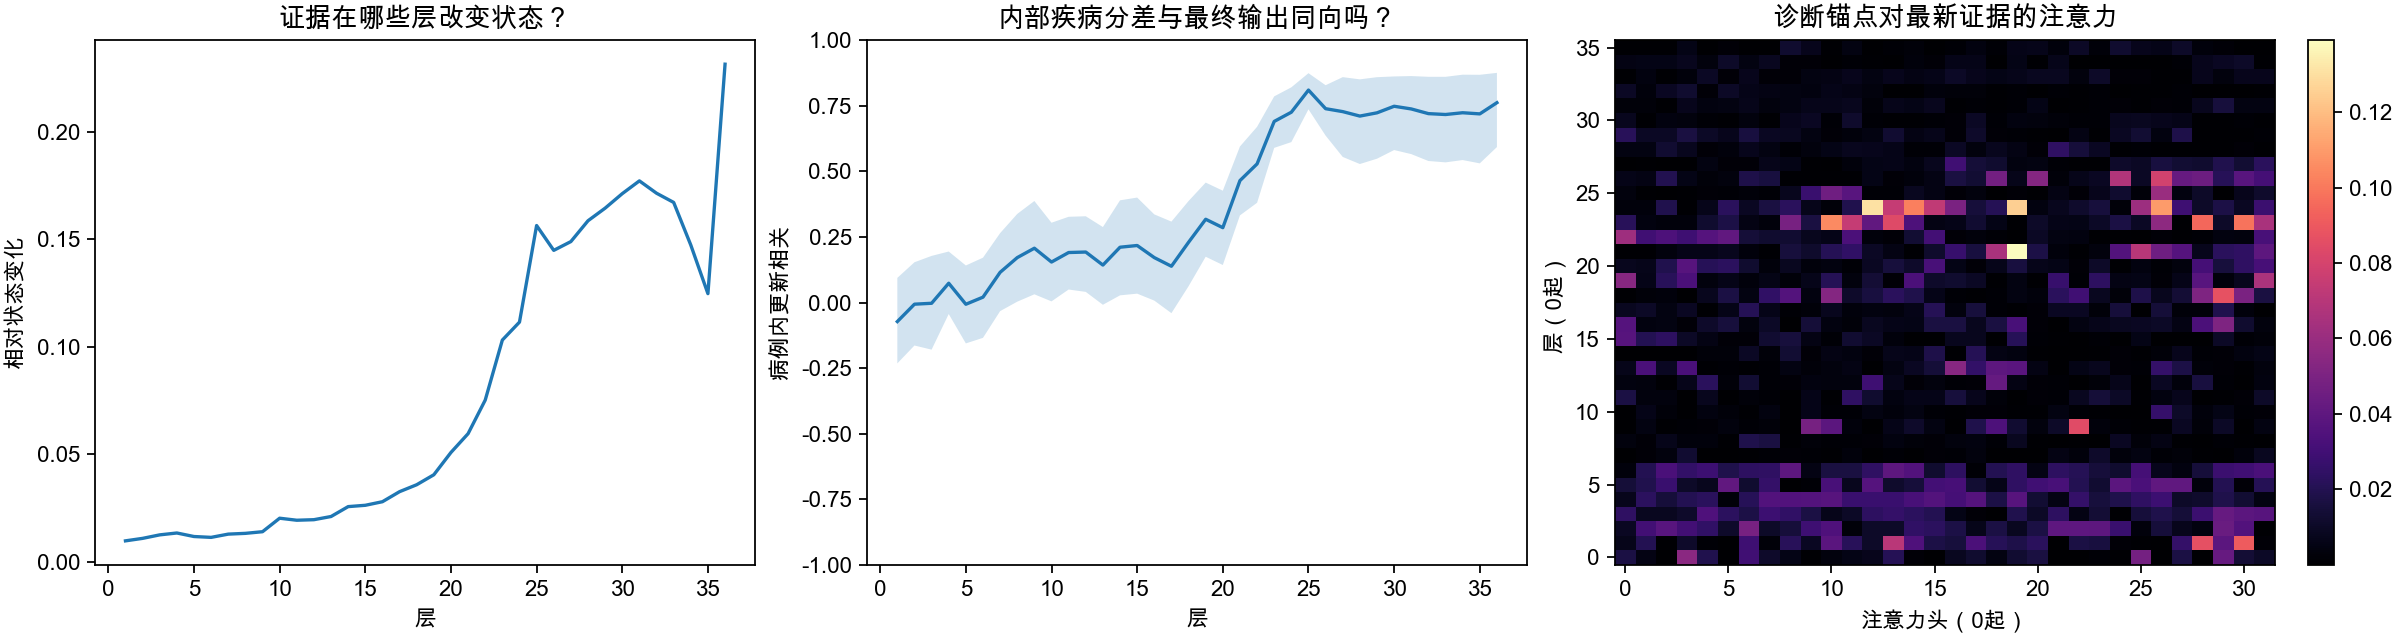 证据在哪些层改变状态？
相对状态变化
0.20
0.15
0.10
0.05
0.00
0 5 10 15 20 25 30 35
层
内部疾病分差与最终输出同向吗？
病例内更新相关
1.00
0.75
0.50
0.25
0.00
-0.25
-0.50
-0.75
-1.00
0 5 10 15 20 25 30 35
层
诊断锚点对最新证据的注意力
层（0起）
35
30
25
20
15
10
5
0
0 5 10 15 20 25 30
注意力头（0起）
0.12
0.10
0.08
0.06
0.04
0.02